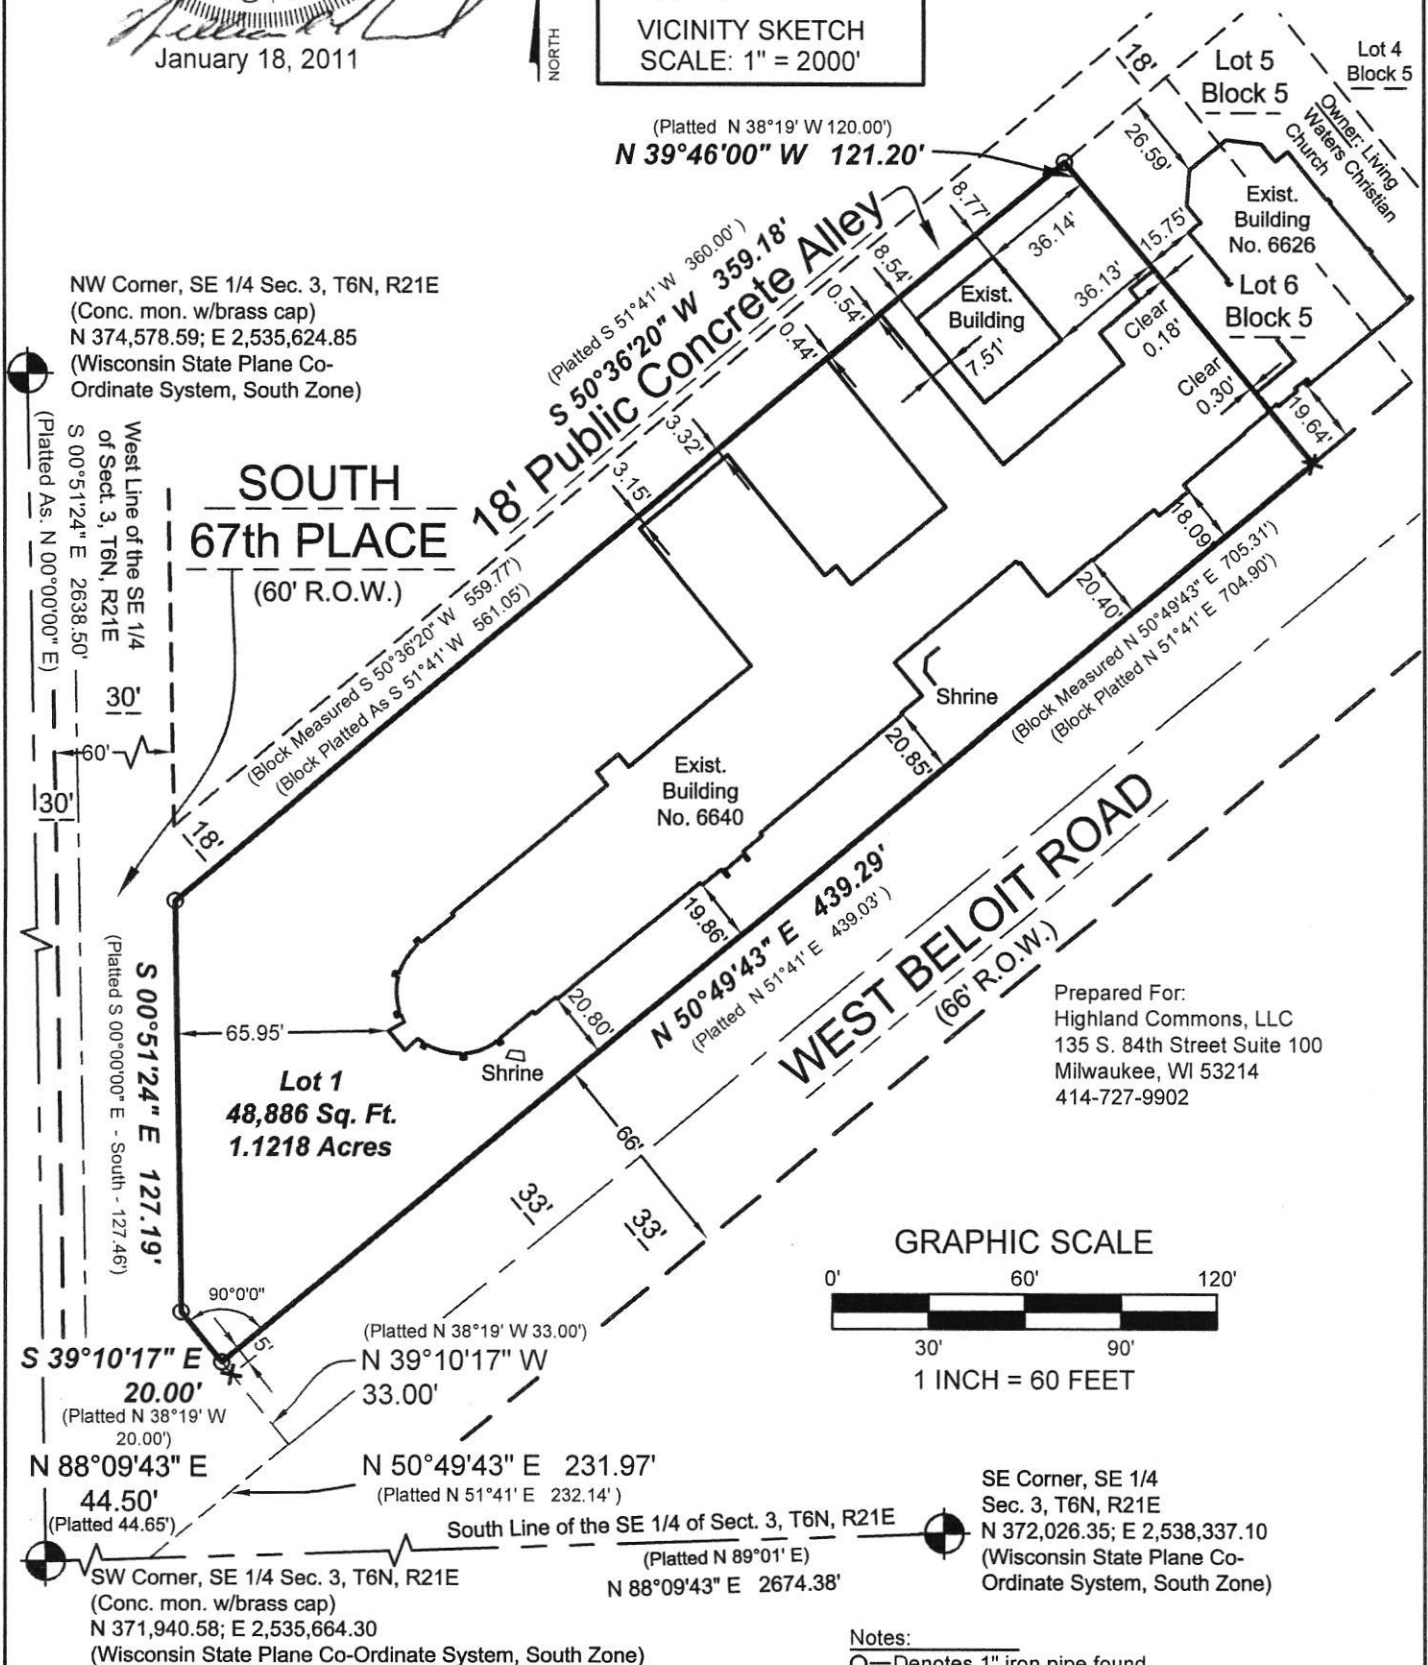 January 18, 2011
NORTH
VICINITY SKETCH
SCALE: 1" = 2000'
(Platted N 38°19' W 120.00')
N 39°46'00" W 121.20'
18'
Lot 5
Block 5
Lot 4
Block 5
Owner: Living
Waters Christian
Church
26.59'
Exist.
Building
No. 6626
15.75'
Lot 6
Block 5
8.77'
36.14'
36.13'
8.54'
0.54'
0.44'
Exist.
Building
7.51'
Clear
0.18'
Clear
0.30'
19.64'
(Platted S 51°41' W 360.00')
S 50°36'20" W 359.18'
18' Public Concrete Alley
3.32'
3.15'
NW Corner, SE 1/4 Sec. 3, T6N, R21E
(Conc. mon. w/brass cap)
N 374,578.59; E 2,535,624.85
(Wisconsin State Plane Co-
Ordinate System, South Zone)
West Line of the SE 1/4
of Sect. 3, T6N, R21E
S 00°51'24" E 2638.50'
(Platted As. N 00°00'00" E)
SOUTH
67th PLACE
(60' R.O.W.)
(Block Measured S 50°36'20" W 559.77')
(Block Platted As S 51°41' W 561.05')
30'
60'
30'
18'
18.09'
20.40'
(Block Measured N 50°49'43" E 705.31')
(Block Platted N 51°41' E 704.90')
Shrine
20.85'
Exist.
Building
No. 6640
19.86'
20.80'
N 50°49'43" E 439.29'
(Platted N 51°41' E 439.03')
WEST BELOIT ROAD
(66' R.O.W.)
Prepared For:
Highland Commons, LLC
135 S. 84th Street Suite 100
Milwaukee, WI 53214
414-727-9902
S 00°51'24" E 127.19'
(Platted S 00°00'00" E - South - 127.46')
65.95'
Shrine
Lot 1
48,886 Sq. Ft.
1.1218 Acres
66'
33'
33'
GRAPHIC SCALE
0' 60' 120'
30' 90'
1 INCH = 60 FEET
90°0'0"
5'
S 39°10'17" E
20.00'
(Platted N 38°19' W
20.00')
(Platted N 38°19' W 33.00')
N 39°10'17" W
33.00'
N 88°09'43" E
44.50'
(Platted 44.65')
N 50°49'43" E 231.97'
(Platted N 51°41' E 232.14')
South Line of the SE 1/4 of Sect. 3, T6N, R21E
(Platted N 89°01' E)
N 88°09'43" E 2674.38'
SE Corner, SE 1/4
Sec. 3, T6N, R21E
N 372,026.35; E 2,538,337.10
(Wisconsin State Plane Co-
Ordinate System, South Zone)
SW Corner, SE 1/4 Sec. 3, T6N, R21E
(Conc. mon. w/brass cap)
N 371,940.58; E 2,535,664.30
(Wisconsin State Plane Co-Ordinate System, South Zone)
Notes:
O—Denotes 1" iron pipe found